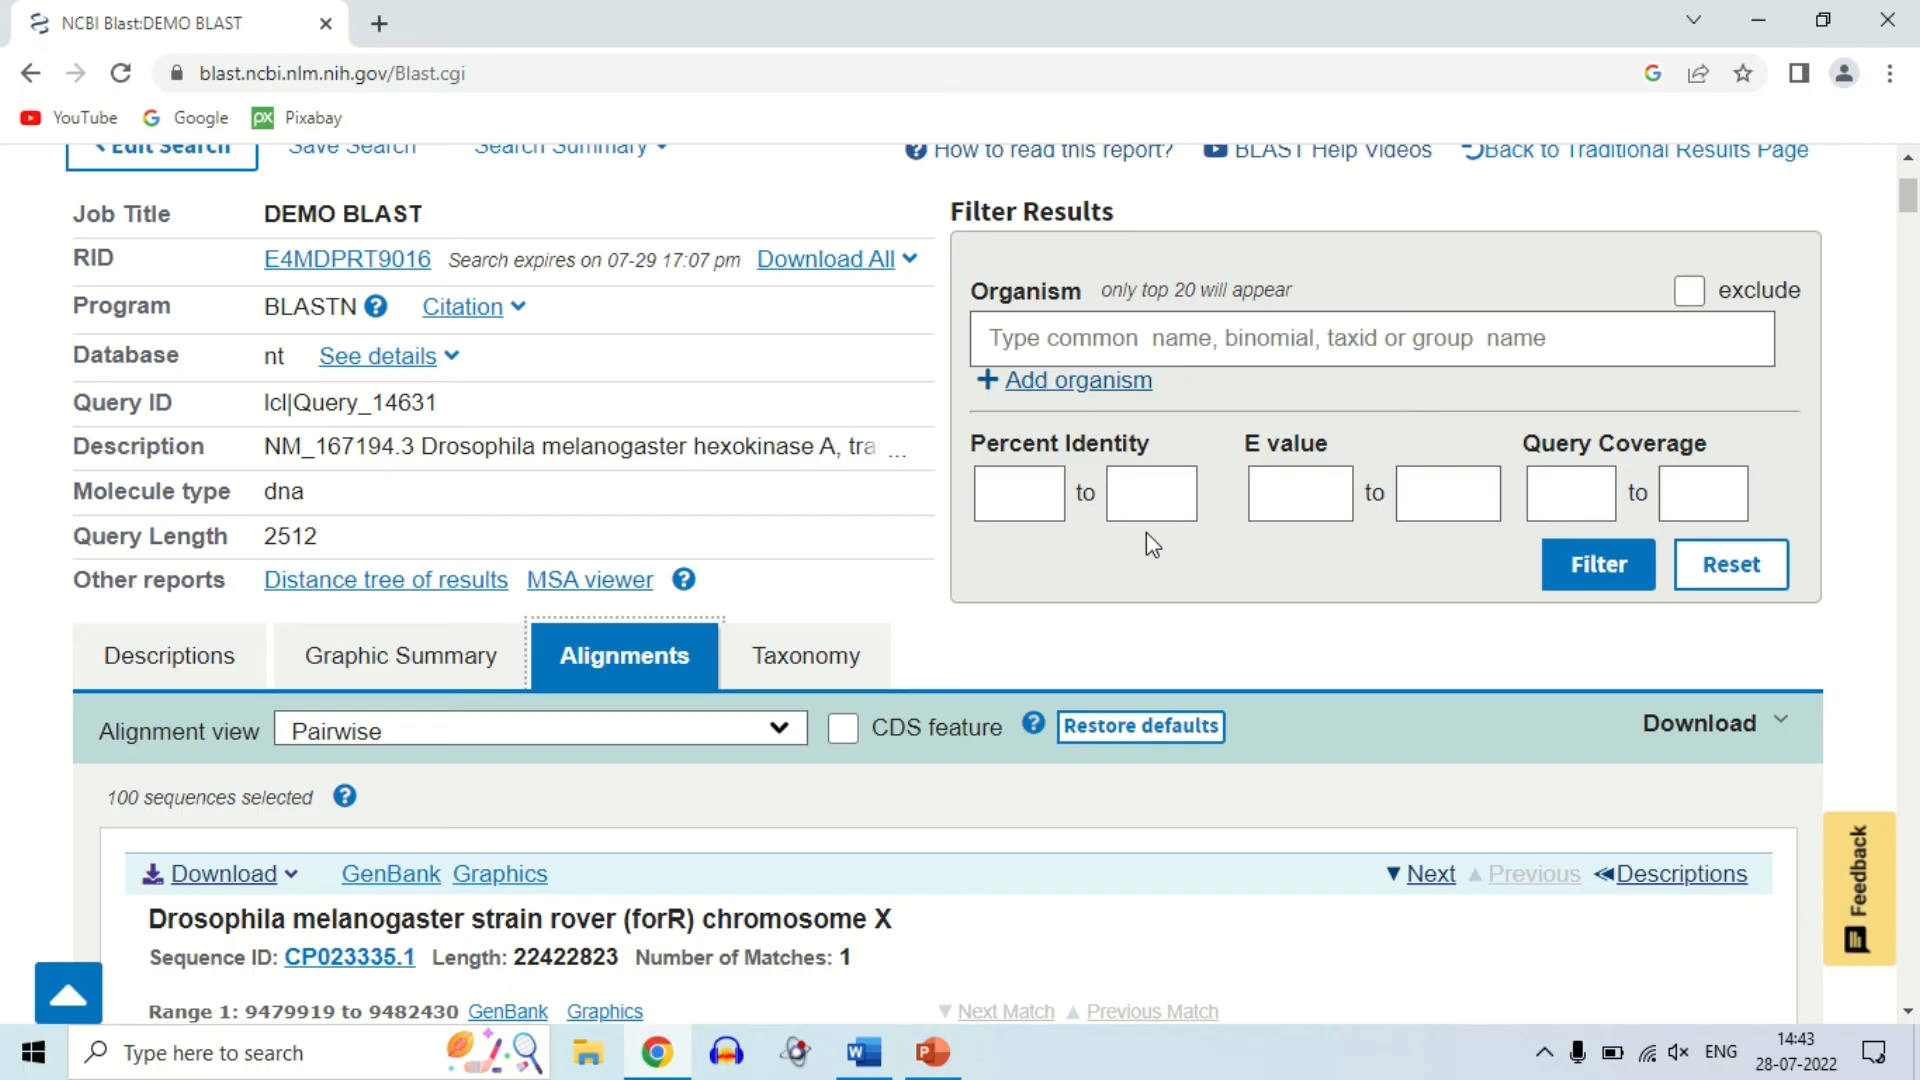 NCBI Blast:DEMO BLAST
blast.ncbi.nlm.nih.gov/Blast.cgi
YouTube Google Pixabay
Edit Search Save Search Search Summary How to read this report? BLAST Help Videos Back to Traditional Results Page
Job Title DEMO BLAST
RID E4MDPRT9016 Search expires on 07-29 17:07 pm Download All
Program BLASTN Citation
Database nt See details
Query ID lcl|Query_14631
Description NM_167194.3 Drosophila melanogaster hexokinase A, tra ...
Molecule type dna
Query Length 2512
Other reports Distance tree of results MSA viewer
Filter Results
Organism only top 20 will appear exclude
Type common name, binomial, taxid or group name
Add organism
Percent Identity E value Query Coverage
to to to
Filter Reset
Descriptions Graphic Summary Alignments Taxonomy
Alignment view Pairwise CDS feature Restore defaults Download
100 sequences selected
Download GenBank Graphics Next Previous Descriptions
Drosophila melanogaster strain rover (forR) chromosome X
Sequence ID: CP023335.1 Length: 22422823 Number of Matches: 1
Range 1: 9479919 to 9482430 GenBank Graphics Next Match Previous Match
Feedback
Type here to search
ENG
14:43
28-07-2022